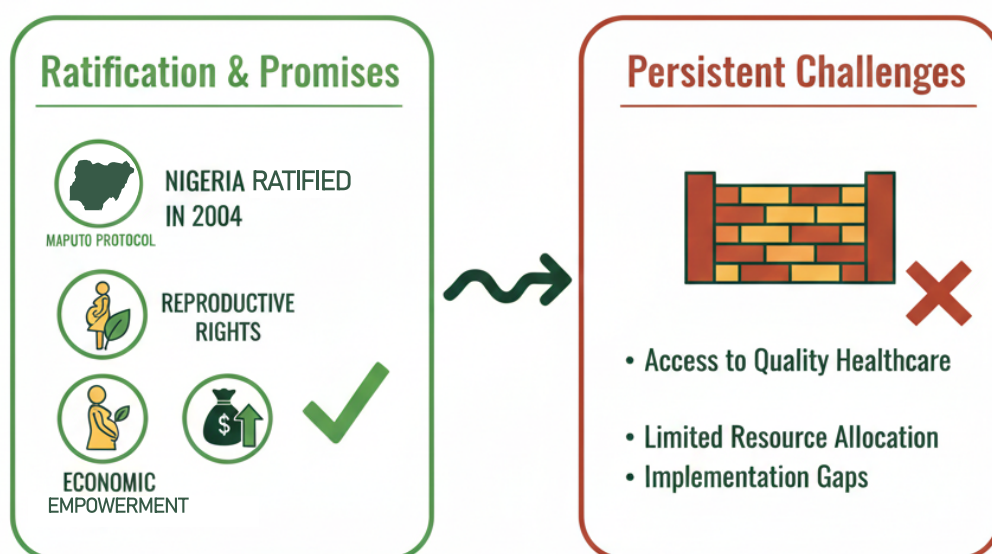 Ratification & Promises
NIGERIA RATIFIED
IN 2004
MAPUTO PROTOCOL
REPRODUCTIVE
RIGHTS
$
ECONOMIC
EMPOWERMENT
Persistent Challenges
• Access to Quality Healthcare
• Limited Resource Allocation
• Implementation Gaps